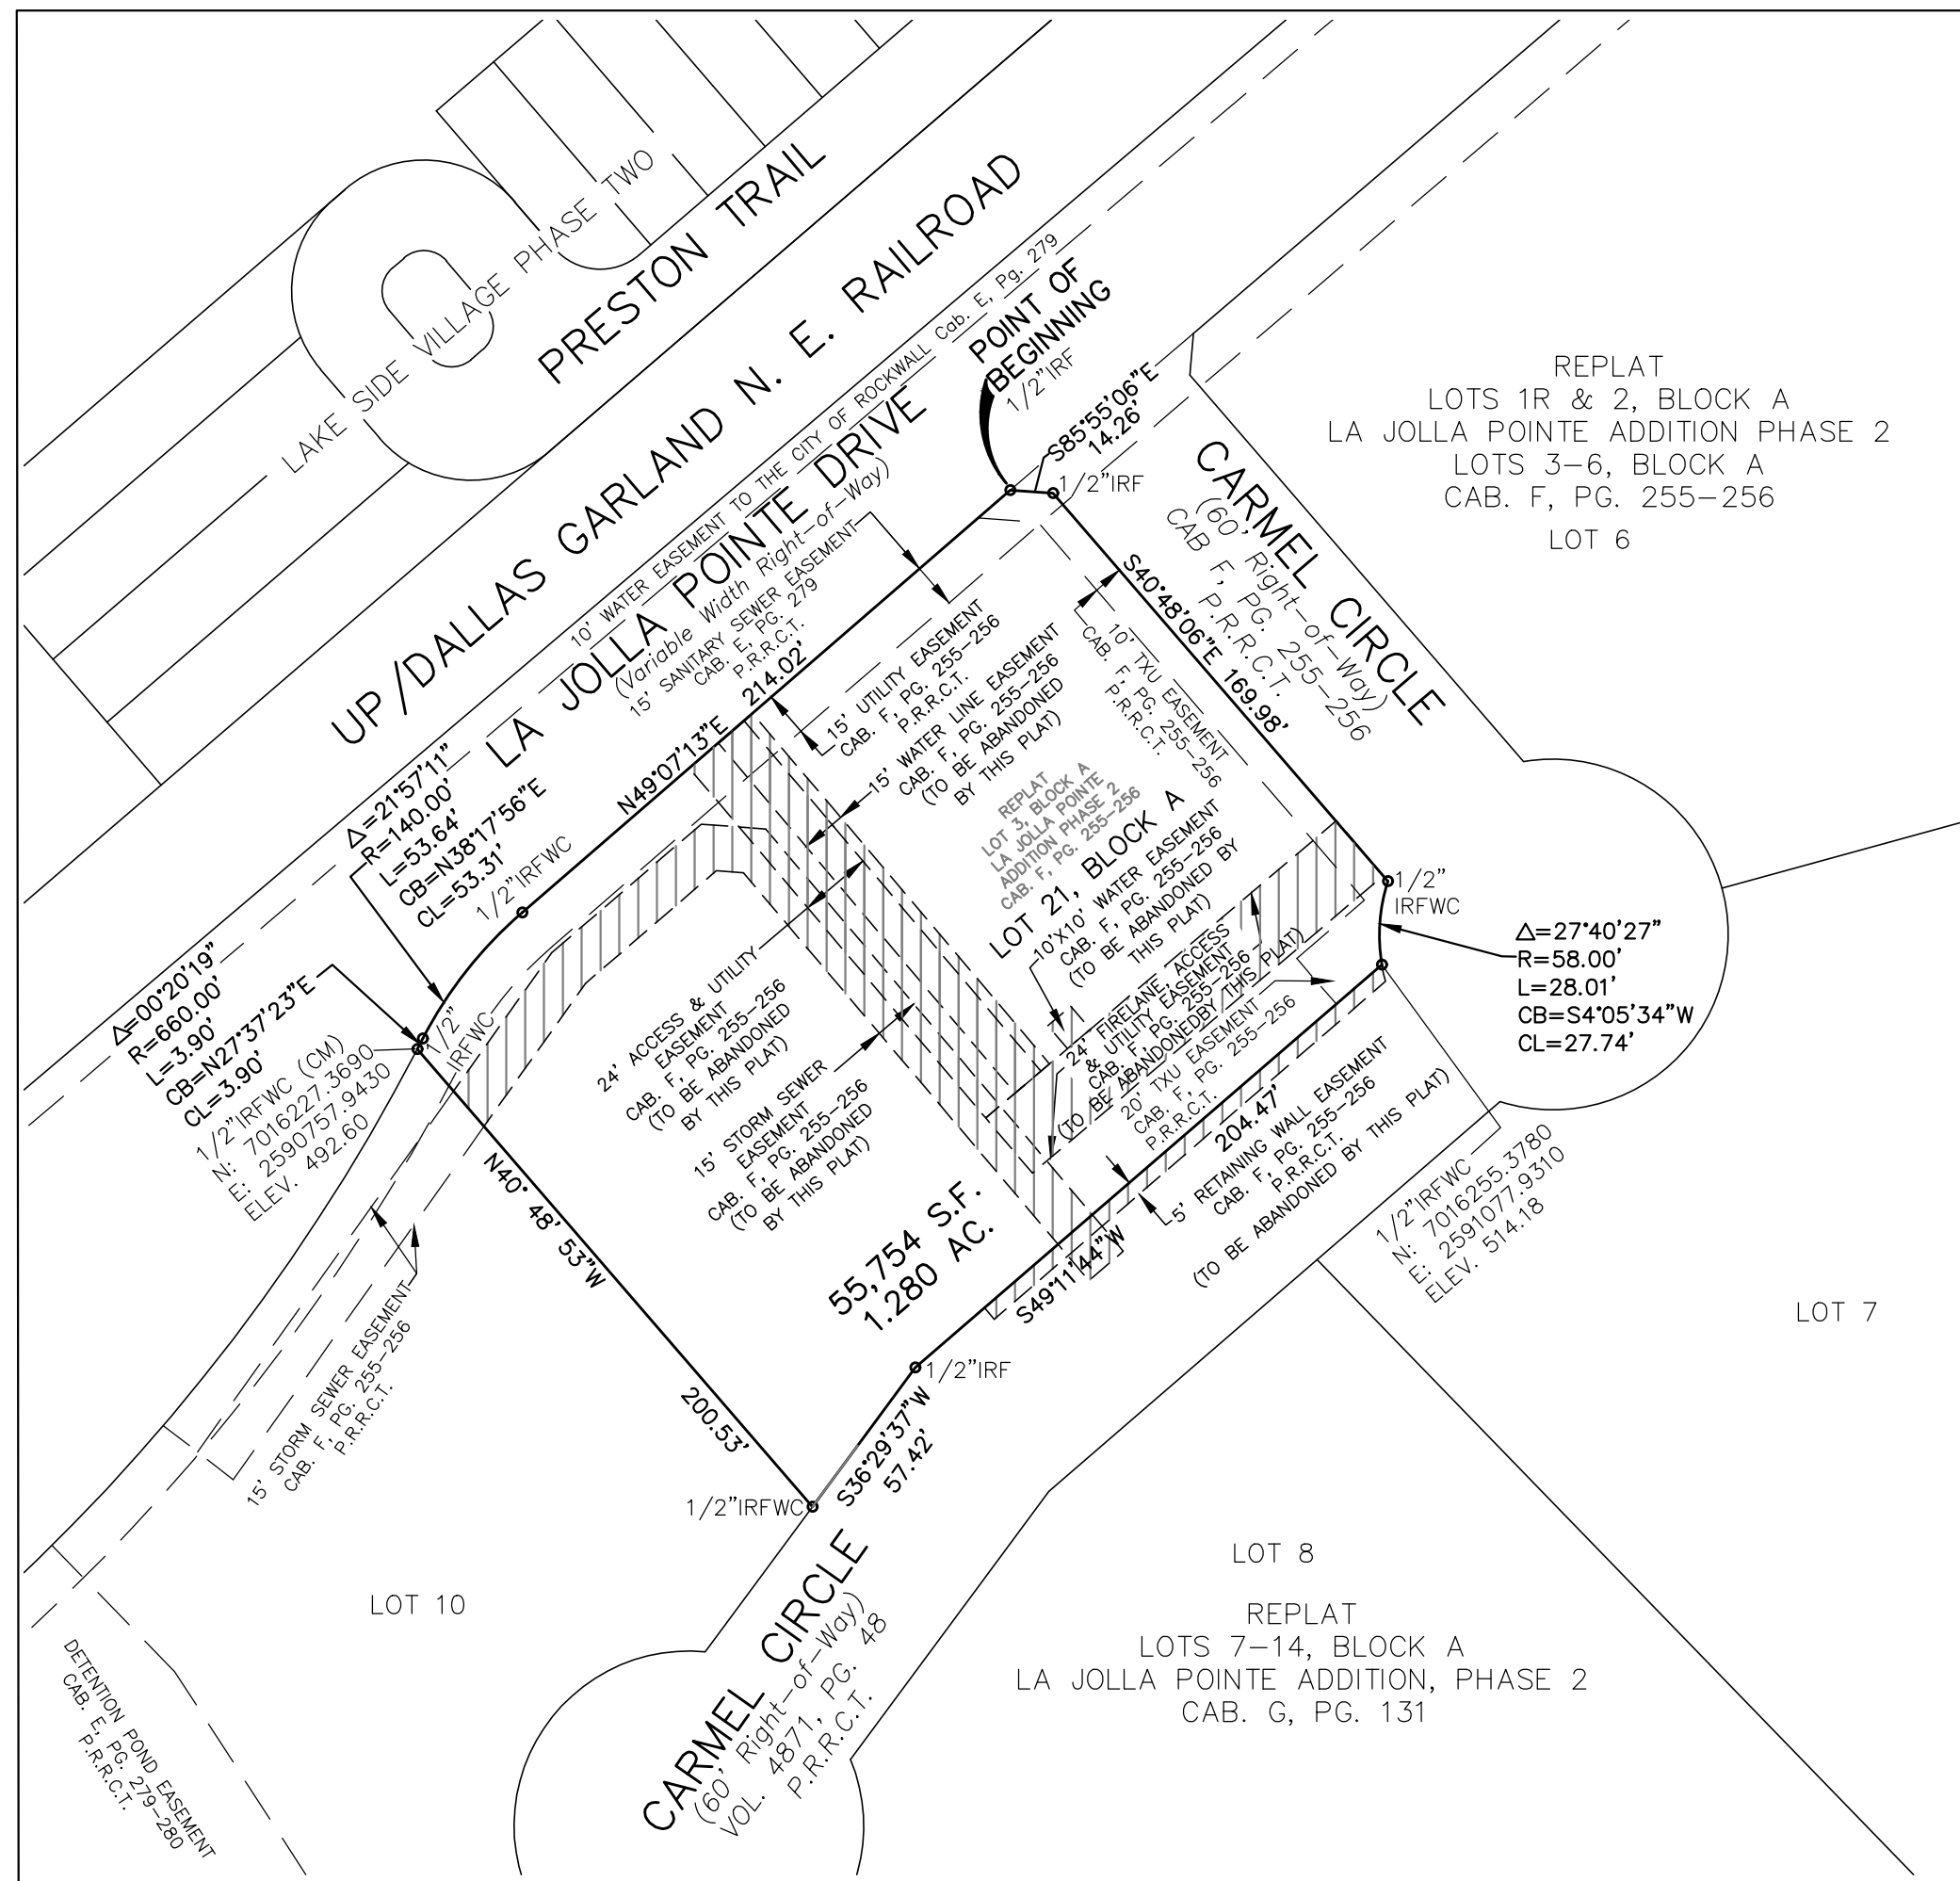 LAKE SIDE VILLAGE PHASE TWO
PRESTON TRAIL
UP/DALLAS GARLAND N. E. RAILROAD
10' WATER EASEMENT TO THE CITY OF ROCKWALL Cab. E, Pg. 279
LA JOLLA POINTE DRIVE
(Variable Width Right-of-Way)
15' SANITARY SEWER EASEMENT
CAB. E, PG. 279
P.R.R.C.T.
POINT OF
BEGINNING
1/2"IRF
S85°55'06"E
14.26'
1/2"IRF
REPLAT
LOTS 1R & 2, BLOCK A
LA JOLLA POINTE ADDITION PHASE 2
LOTS 3-6, BLOCK A
CAB. F, PG. 255-256
LOT 6
CARMEL CIRCLE
(60' Right-of-Way)
CAB F, PG. 255-256
P.R.R.C.T.
S40°48'06"E 169.98'
10' TXU EASEMENT
CAB. F, PG. 255-256
P.R.R.C.T.
N49°07'13"E 214.02'
15' UTILITY EASEMENT
CAB. F, PG. 255-256
P.R.R.C.T.
15' WATER LINE EASEMENT
CAB. F, PG. 255-256
(TO BE ABANDONED
BY THIS PLAT)
REPLAT
LOT 3, BLOCK A
LA JOLLA POINTE
ADDITION PHASE 2
CAB. F, PG. 255-256
LOT 21, BLOCK A
10'X10' WATER EASEMENT
CAB. F, PG. 255-256
(TO BE ABANDONED BY
THIS PLAT)
24' FIRELANE, ACCESS
& UTILITY EASEMENT
CAB. F, PG. 255-256
(TO BE ABANDONEDBY THIS PLAT)
20' TXU EASEMENT
CAB. F, PG. 255-256
P.R.R.C.T.
Δ=21°57'11"
R=140.00'
L=53.64'
CB=N38°17'56"E
CL=53.31'
1/2"IRFWC
Δ=00°20'19"
R=660.00'
L=3.90'
CB=N27°37'23"E
CL=3.90'
1/2"IRFWC (CM)
N: 7016227.3690
E: 2590757.9430
ELEV. 492.60
1/2"
IRFWC
24' ACCESS & UTILITY
EASEMENT
CAB. F, PG. 255-256
(TO BE ABANDONED
BY THIS PLAT)
15' STORM SEWER
EASEMENT
CAB. F, PG. 255-256
(TO BE ABANDONED
BY THIS PLAT)
1/2"
IRFWC
Δ=27°40'27"
R=58.00'
L=28.01'
CB=S4°05'34"W
CL=27.74'
204.47'
S49°11'44"W
5' RETAINING WALL EASEMENT
CAB. F, PG. 255-256
P.R.R.C.T.
(TO BE ABANDONED BY THIS PLAT)
1/2"IRFWC
N: 7016255.3780
E: 2591077.9310
ELEV. 514.18
LOT 7
55,754 S.F.
1.280 AC.
N40° 48' 53"W
200.53'
15' STORM SEWER EASEMENT
CAB. F, PG. 255-256
P.R.R.C.T.
1/2"IRF
S36°29'37"W
57.42'
1/2"IRFWC
LOT 10
CARMEL CIRCLE
(60' Right-of-Way)
VOL. 4871, PG. 48
P.R.R.C.T.
DETENTION POND EASEMENT
CAB. E, PG. 279-280
P.R.R.C.T.
LOT 8
REPLAT
LOTS 7-14, BLOCK A
LA JOLLA POINTE ADDITION, PHASE 2
CAB. G, PG. 131